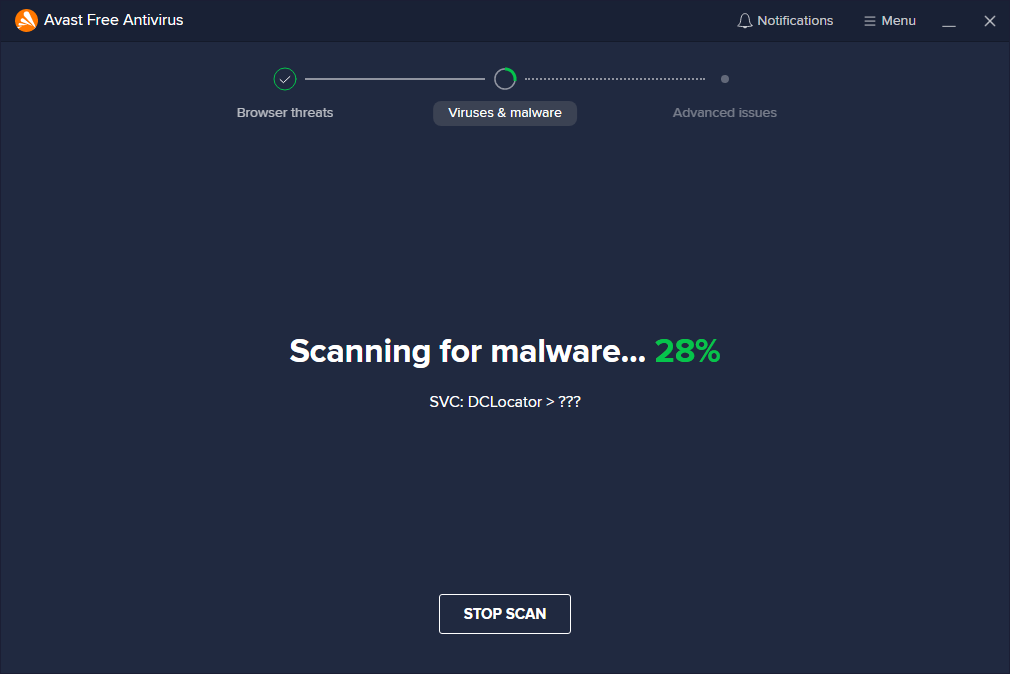 Avast Free Antivirus
Notifications
Menu
Browser threats
Viruses & malware
Advanced issues
Scanning for malware... 28%
SVC: DCLocator > ???
STOP SCAN